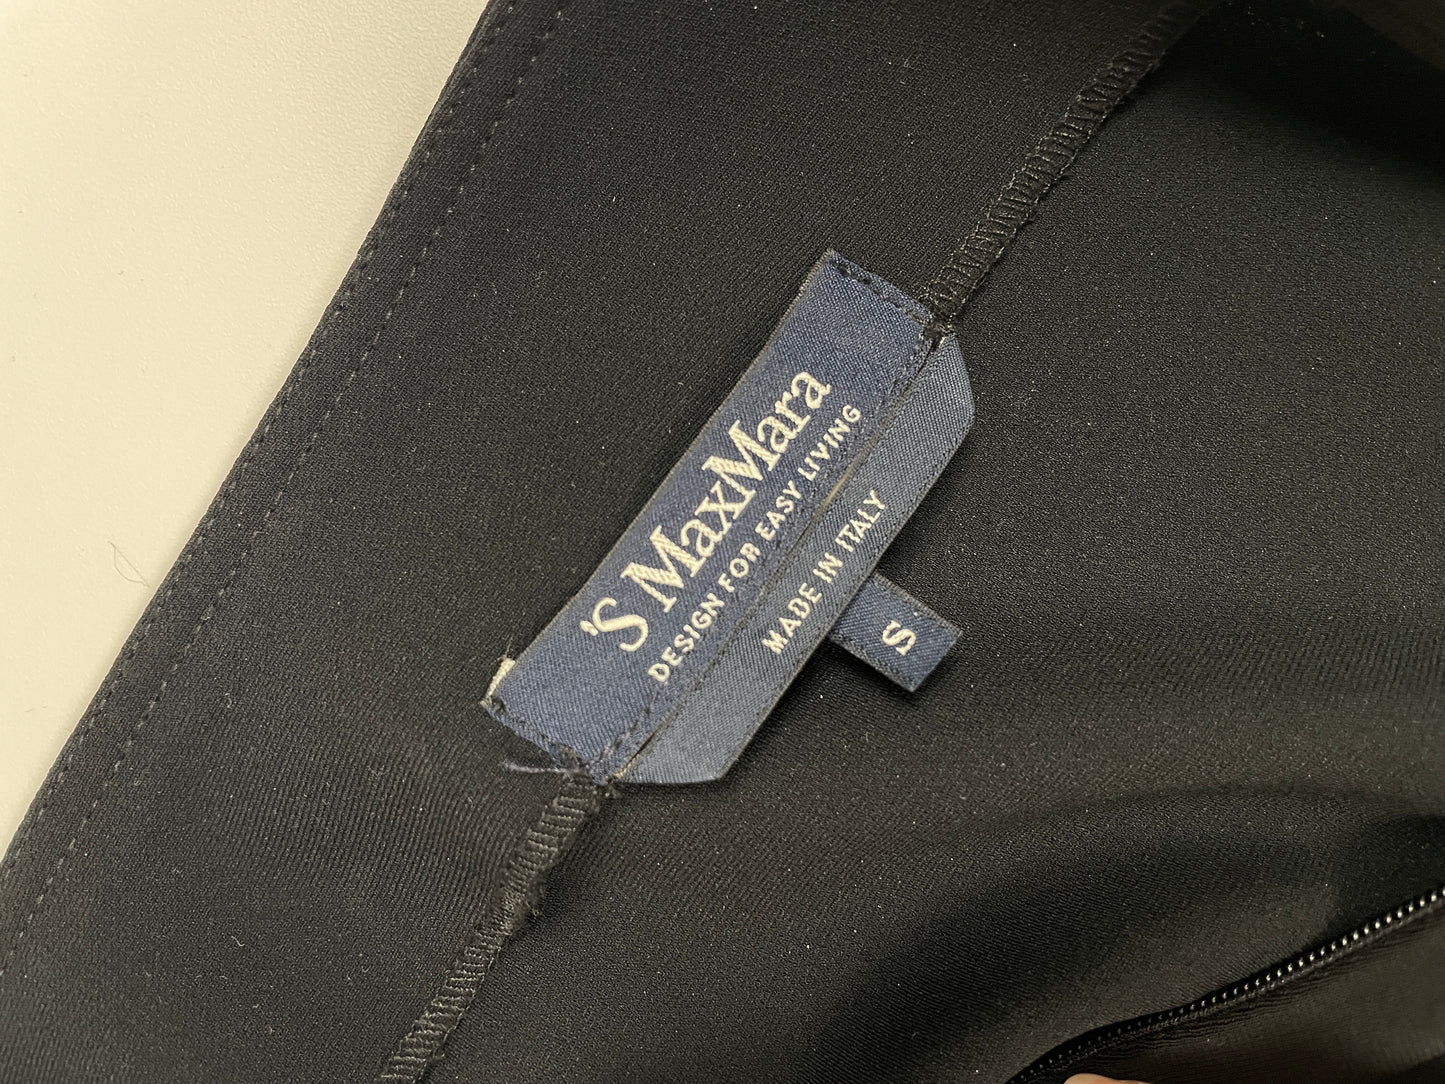 'S MaxMara
DESIGN FOR EASY LIVING
MADE IN ITALY
S